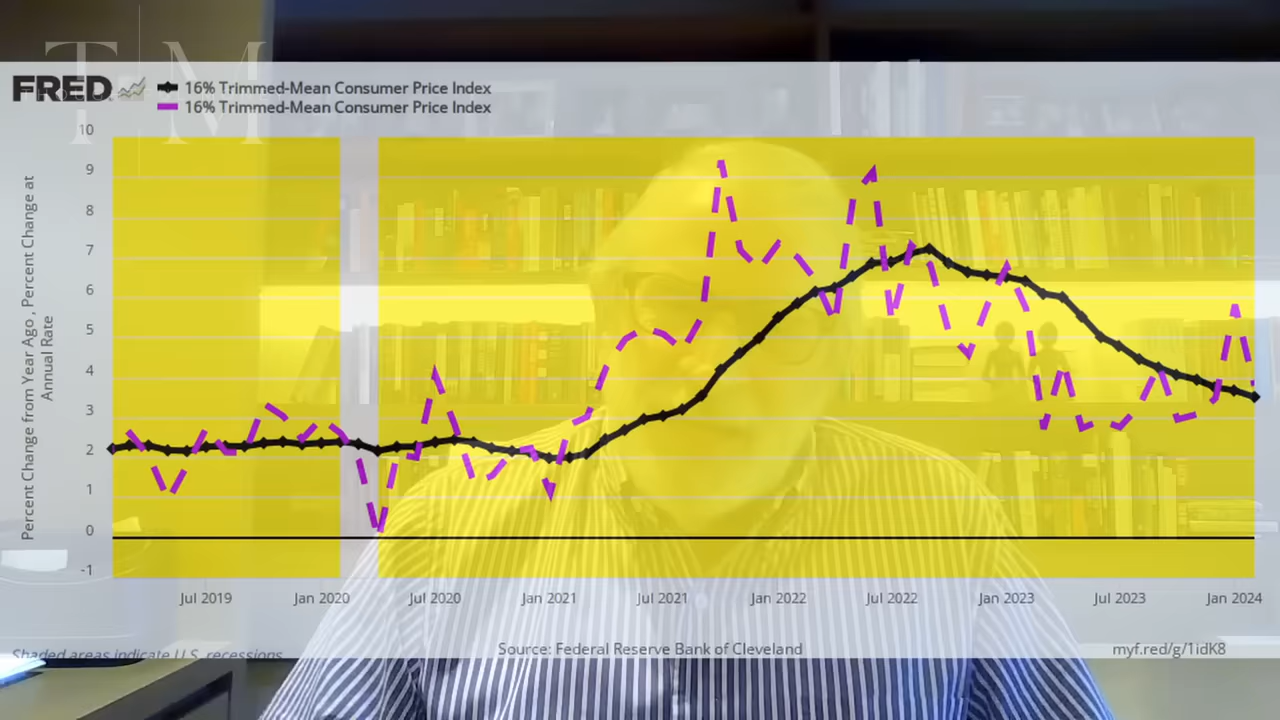 T M
FRED
16% Trimmed-Mean Consumer Price Index
16% Trimmed-Mean Consumer Price Index
Percent Change from Year Ago , Percent Change at
Annual Rate
10
9
8
7
6
5
4
3
2
1
0
-1
Jul 2019 Jan 2020 Jul 2020 Jan 2021 Jul 2021 Jan 2022 Jul 2022 Jan 2023 Jul 2023 Jan 2024
Shaded areas indicate U.S. recessions
Source: Federal Reserve Bank of Cleveland
myf.red/g/1idK8